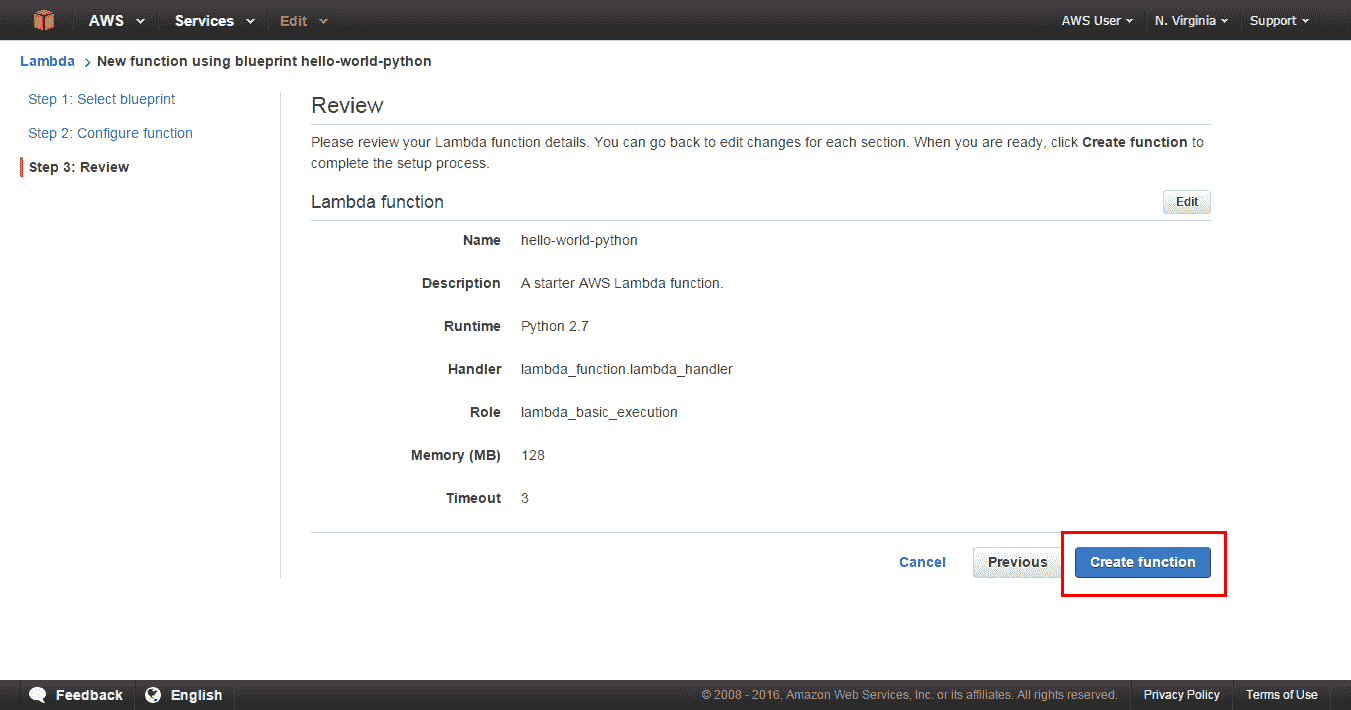 AWS Services Edit AWS User N. Virginia Support
Lambda > New function using blueprint hello-world-python
Step 1: Select blueprint
Step 2: Configure function
Step 3: Review
Review
Please review your Lambda function details. You can go back to edit changes for each section. When you are ready, click Create function to
complete the setup process.
Lambda function Edit
Name hello-world-python
Description A starter AWS Lambda function.
Runtime Python 2.7
Handler lambda_function.lambda_handler
Role lambda_basic_execution
Memory (MB) 128
Timeout 3
Cancel Previous Create function
Feedback English © 2008 - 2016, Amazon Web Services, Inc. or its affiliates. All rights reserved. Privacy Policy Terms of Use